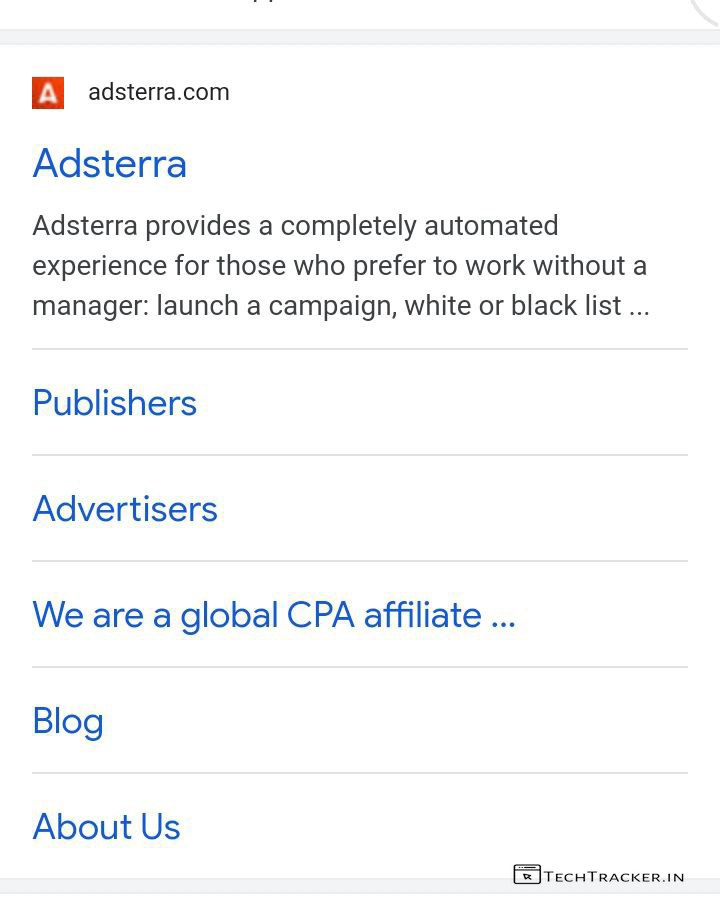 A adsterra.com
Adsterra
Adsterra provides a completely automated
experience for those who prefer to work without a
manager: launch a campaign, white or black list ...
Publishers
Advertisers
We are a global CPA affiliate ...
Blog
About Us
TECHTRACKER.IN